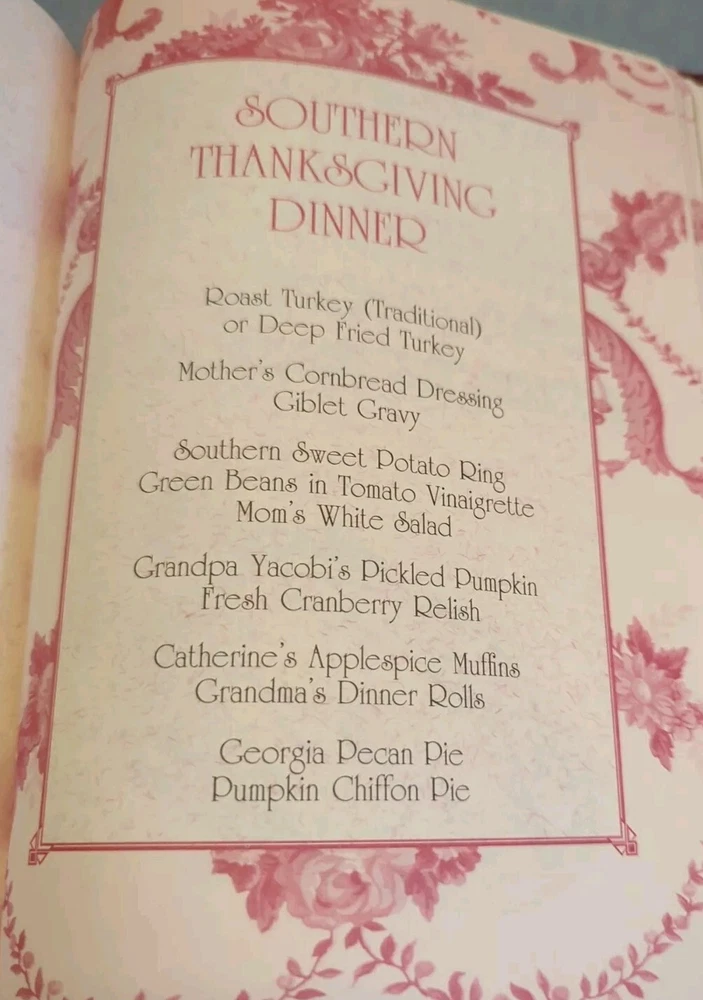 SOUTHERN
THANKSGIVING
DINNER
Roast Turkey (Traditional)
or Deep Fried Turkey
Mother's Cornbread Dressing
Giblet Gravy
Southern Sweet Potato Ring
Green Beans in Tomato Vinaigrette
Mom's White Salad
Grandpa Yacobi's Pickled Pumpkin
Fresh Cranberry Relish
Catherine's Applespice Muffins
Grandma's Dinner Rolls
Georgia Pecan Pie
Pumpkin Chiffon Pie